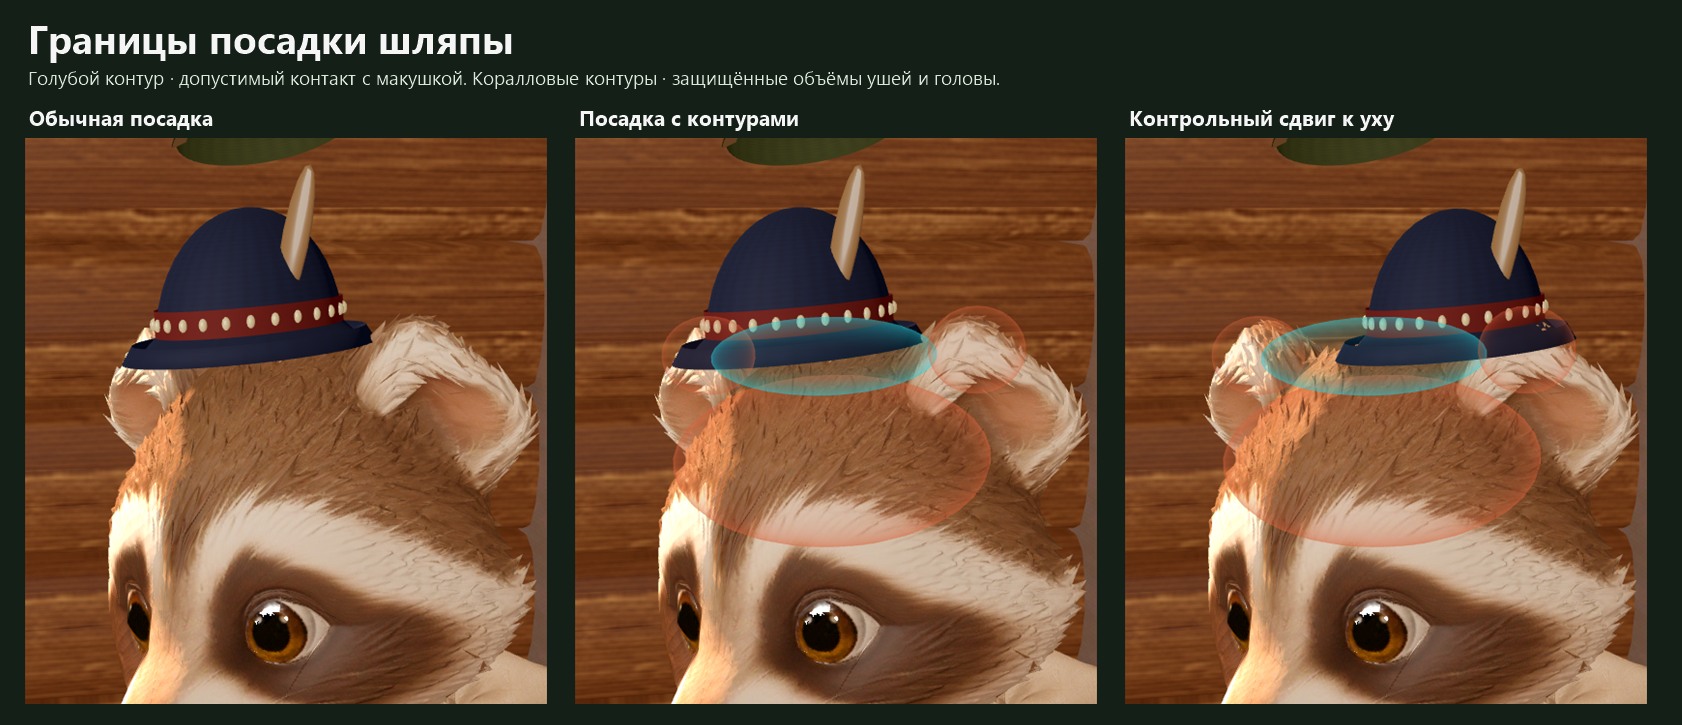 Границы посадки шляпы
Голубой контур · допустимый контакт с макушкой. Коралловые контуры · защищённые объёмы ушей и головы.
Обычная посадка
Посадка с контурами
Контрольный сдвиг к уху